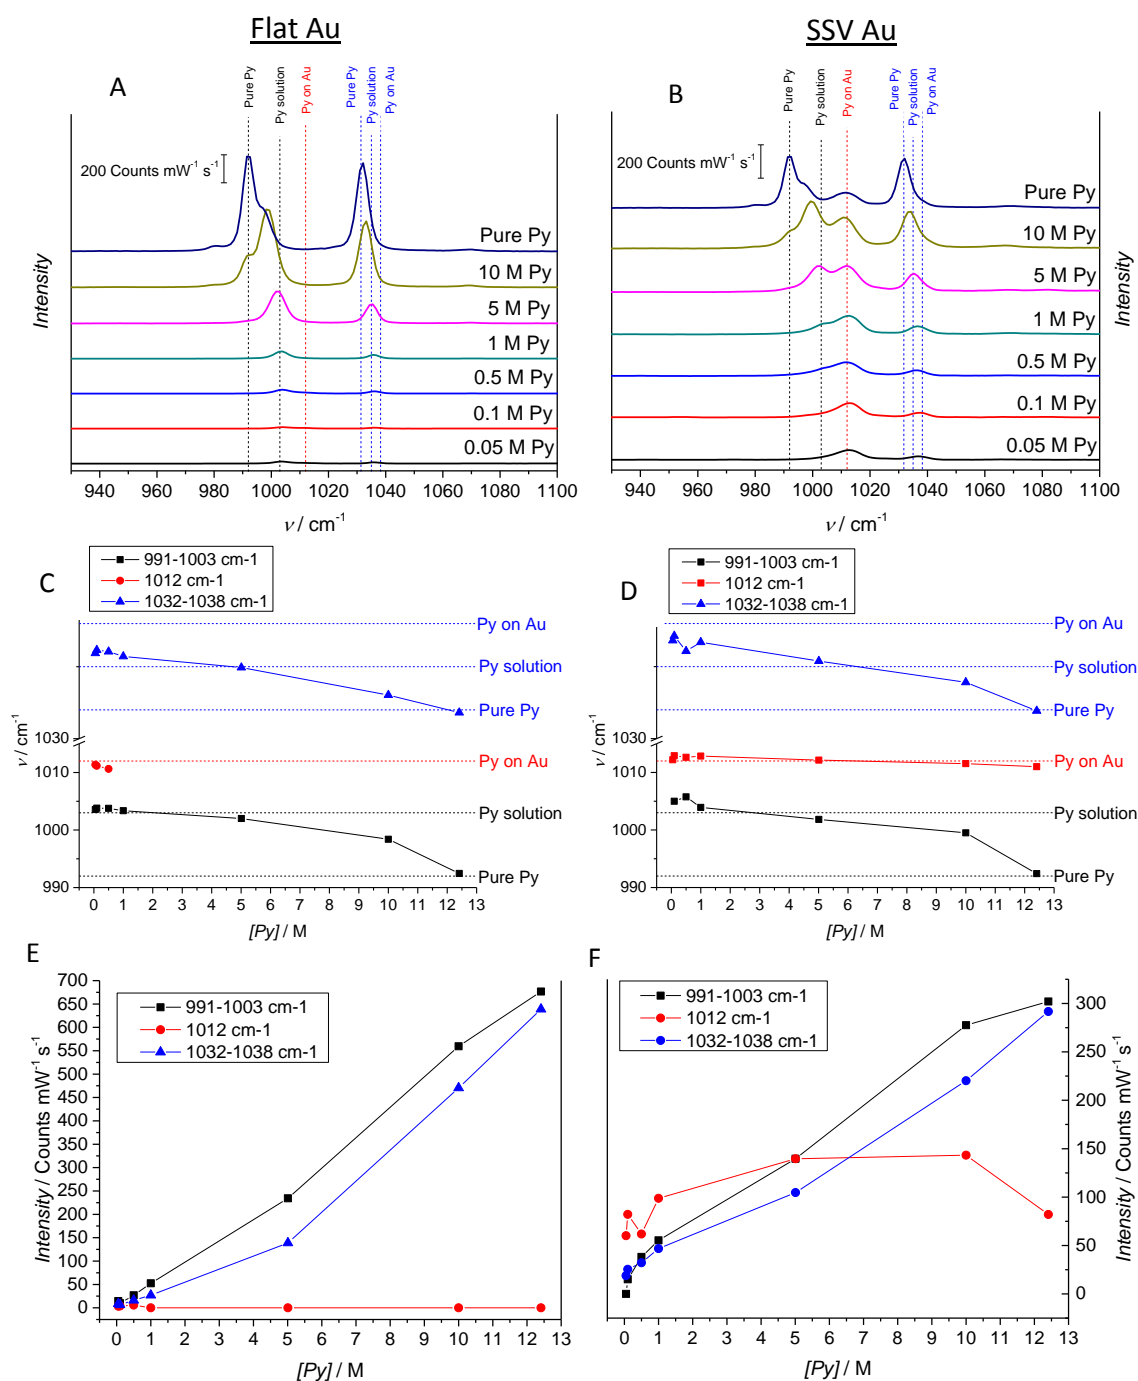 Flat Au
SSV Au
A
Pure Py
Py solution
Py on Au
Pure Py
Py solution
Py on Au
200 Counts mW⁻¹ s⁻¹
Intensity
Pure Py
10 M Py
5 M Py
1 M Py
0.5 M Py
0.1 M Py
0.05 M Py
940 960 980 1000 1020 1040 1060 1080 1100
ν / cm⁻¹
B
Pure Py
Py solution
Py on Au
Pure Py
Py solution
Py on Au
200 Counts mW⁻¹ s⁻¹
Intensity
Pure Py
10 M Py
5 M Py
1 M Py
0.5 M Py
0.1 M Py
0.05 M Py
940 960 980 1000 1020 1040 1060 1080 1100
ν / cm⁻¹
C
991-1003 cm-1
1012 cm-1
1032-1038 cm-1
Py on Au
Py solution
Pure Py
Py on Au
Py solution
Pure Py
ν / cm⁻¹
1030
1010
1000
990
0 1 2 3 4 5 6 7 8 9 10 11 12 13
[Py] / M
D
991-1003 cm-1
1012 cm-1
1032-1038 cm-1
Py on Au
Py solution
Pure Py
Py on Au
Py solution
Pure Py
ν / cm⁻¹
1030
1010
1000
990
0 1 2 3 4 5 6 7 8 9 10 11 12 13
[Py] / M
E
991-1003 cm-1
1012 cm-1
1032-1038 cm-1
Intensity / Counts mW⁻¹ s⁻¹
700
650
600
550
500
450
400
350
300
250
200
150
100
50
0
0 1 2 3 4 5 6 7 8 9 10 11 12 13
[Py] / M
F
991-1003 cm-1
1012 cm-1
1032-1038 cm-1
Intensity / Counts mW⁻¹ s⁻¹
300
250
200
150
100
50
0
0 1 2 3 4 5 6 7 8 9 10 11 12 13
[Py] / M